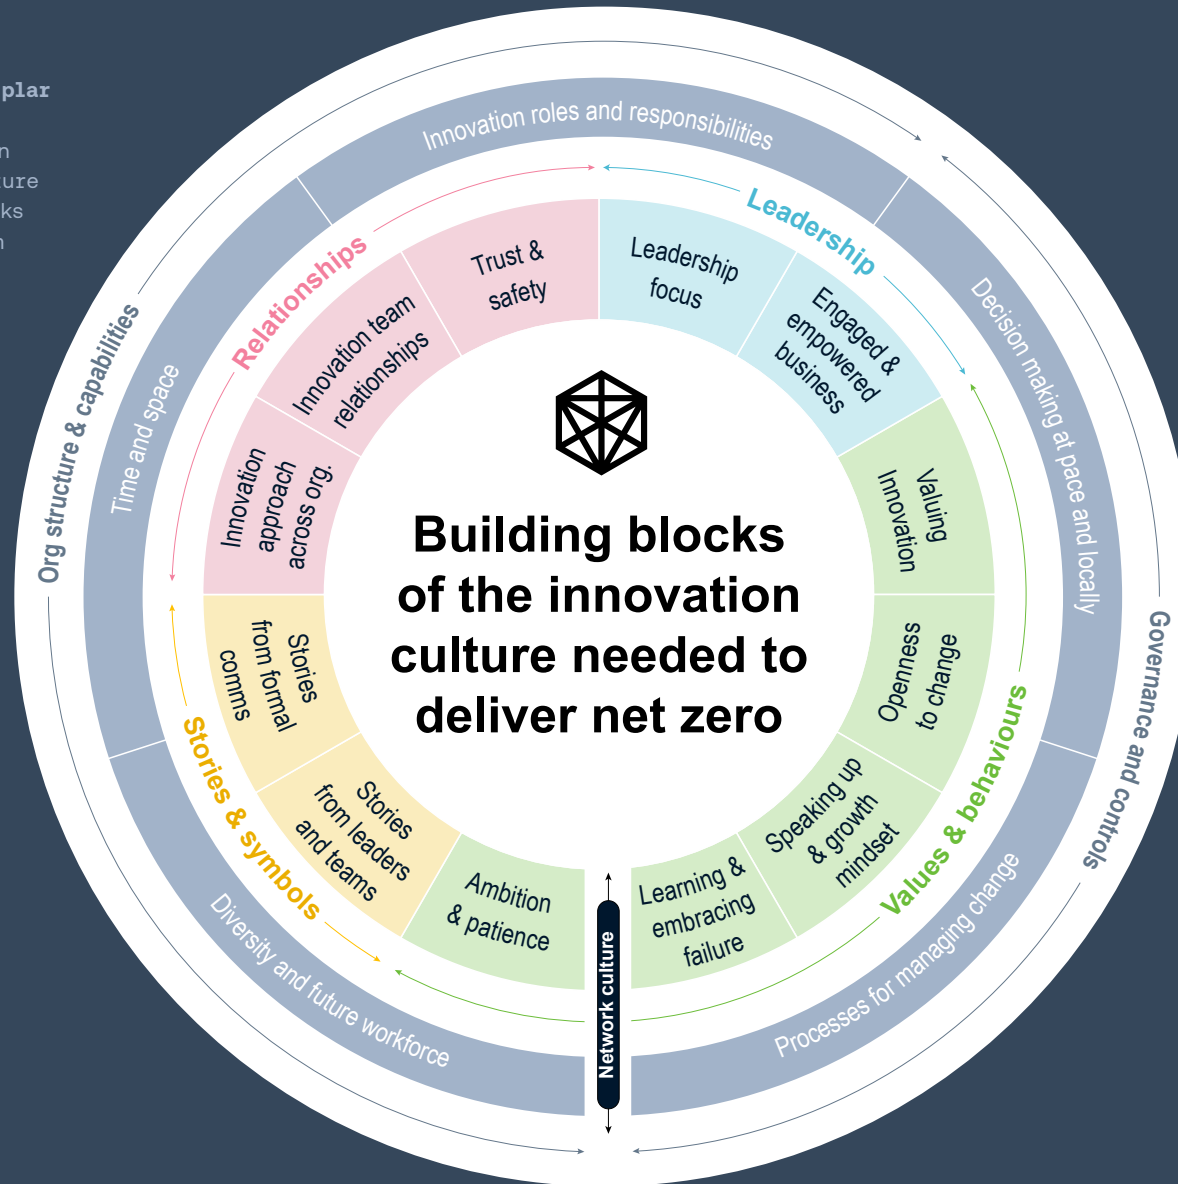 plar
n
ture
ks
n
Building blocks
of the innovation
culture needed to
deliver net zero
Org structure & capabilities
Governance and controls
Innovation roles and responsibilities
Decision making at pace and locally
Processes for managing change
Diversity and future workforce
Time and space
Leadership
Leadership
focus
Engaged &
empowered
business
Values & behaviours
Valuing
Innovation
Openness
to change
Speaking up
& growth
mindset
Learning &
embracing
failure
Network culture
Ambition
& patience
Stories & symbols
Stories
from leaders
and teams
Stories
from formal
comms
Relationships
Innovation
approach
across org.
Innovation team
relationships
Trust &
safety